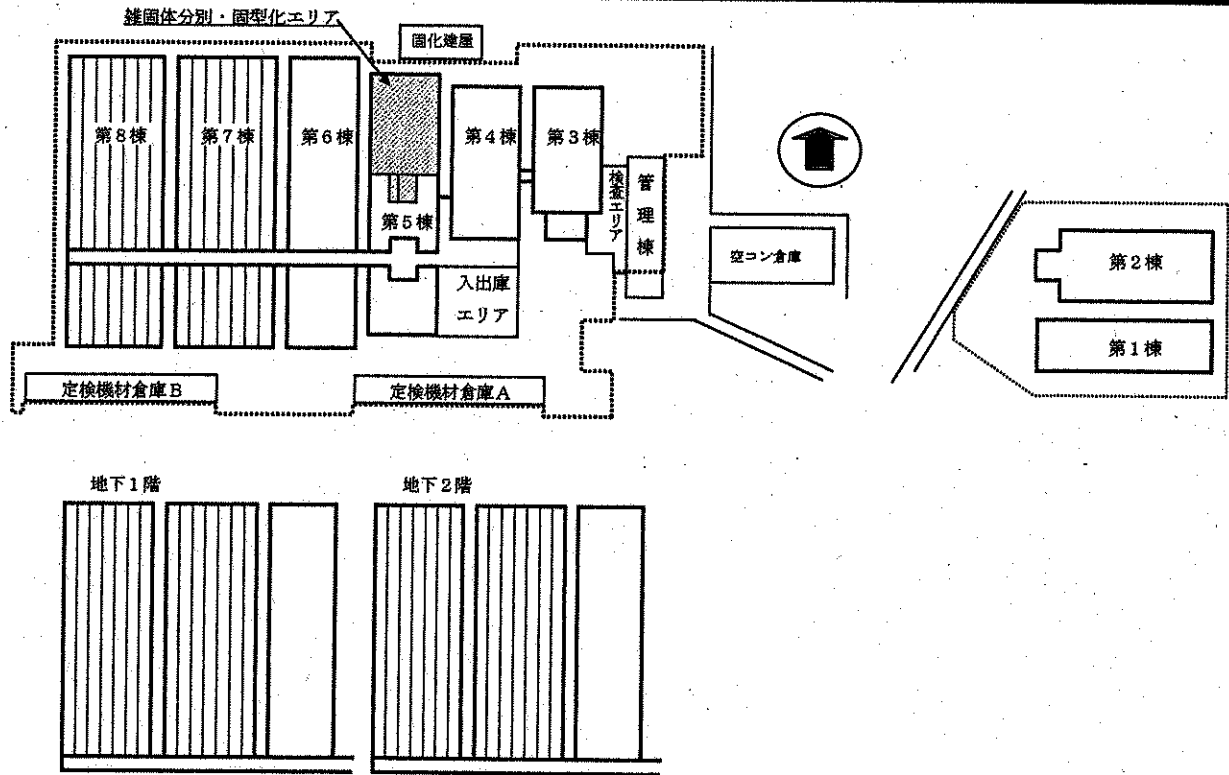 雑固体分別・固型化エリア
固化建屋
第8棟
第7棟
第6棟
第4棟
第3棟
検査エリア
管理棟
第5棟
入出庫
エリア
空コン倉庫
第2棟
第1棟
定検機材倉庫B
定検機材倉庫A
地下1階
地下2階